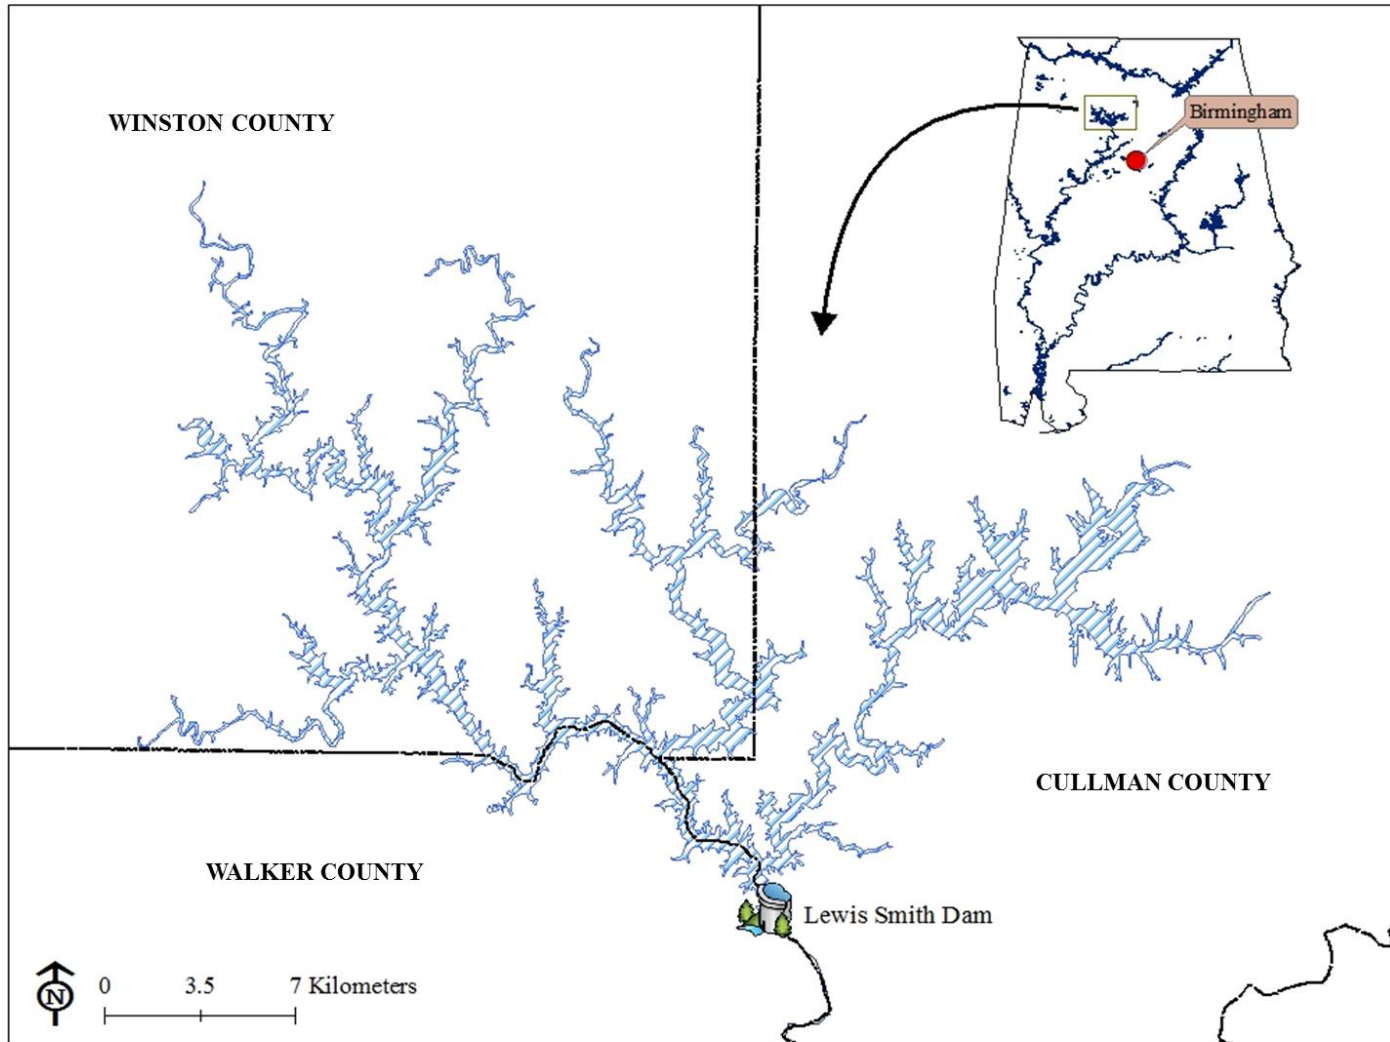 WINSTON COUNTY
Birmingham
CULLMAN COUNTY
WALKER COUNTY
Lewis Smith Dam
N
0 3.5 7 Kilometers